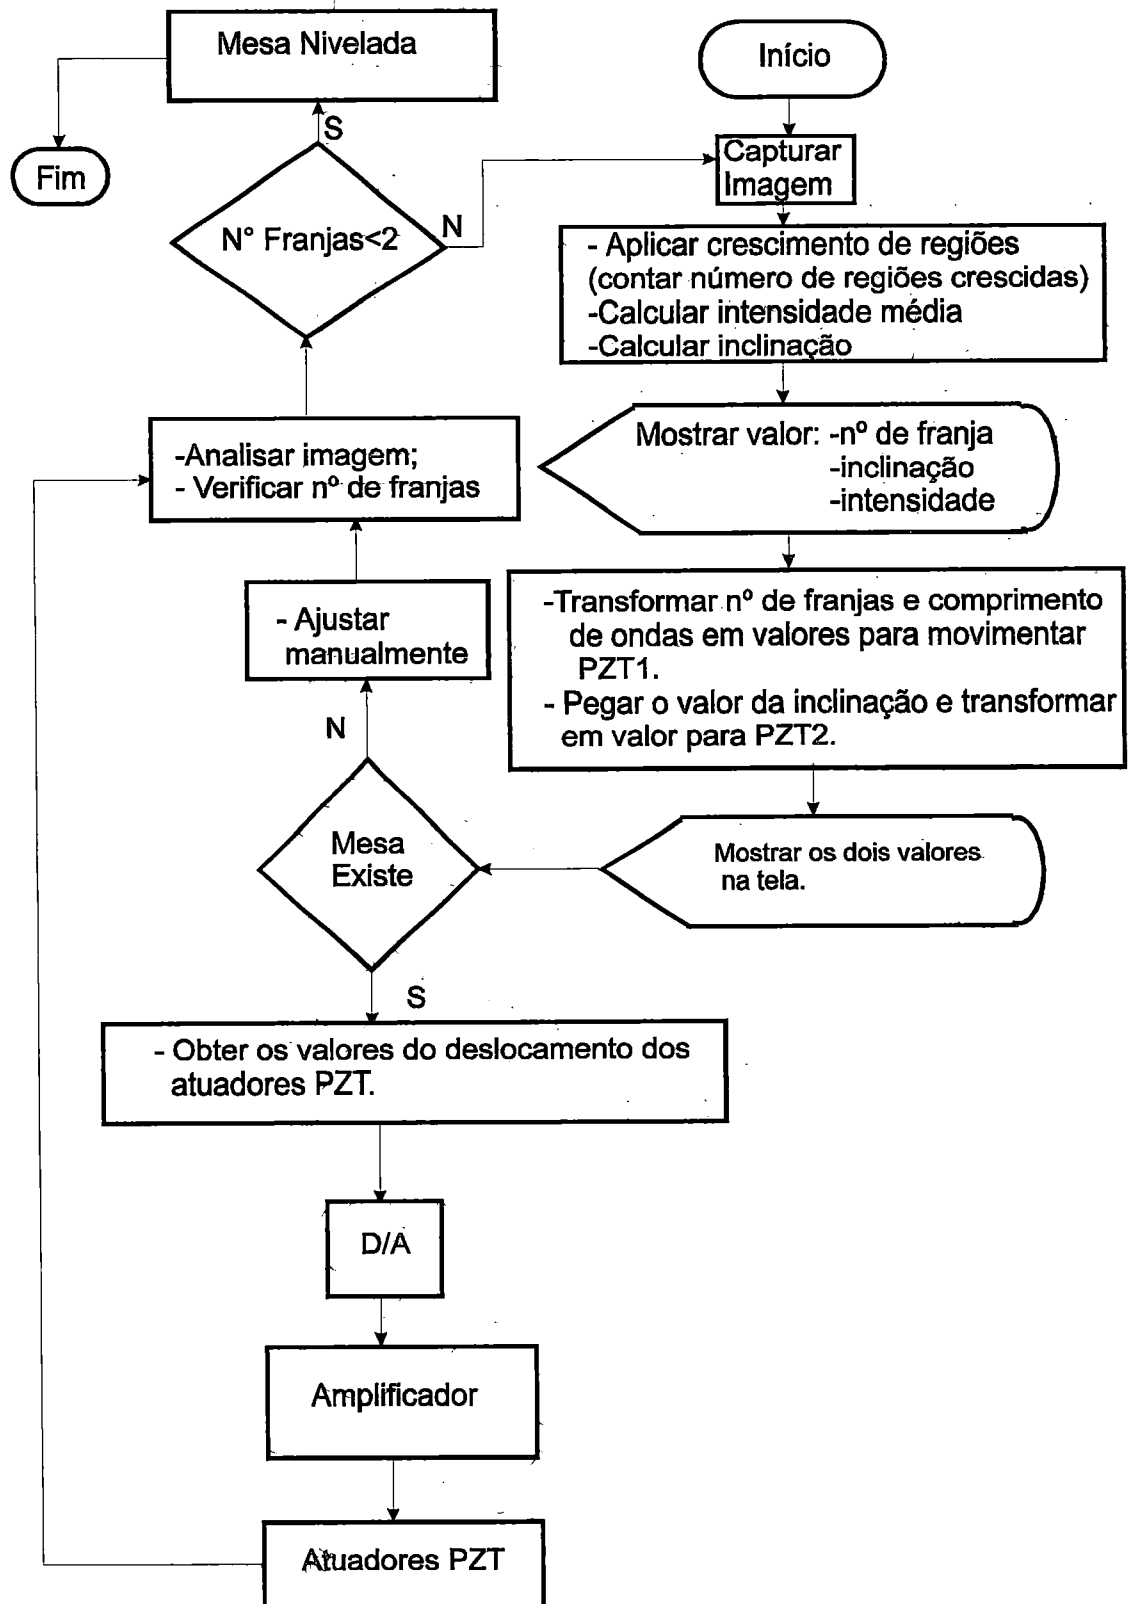 Início
Capturar
Imagem
- Aplicar crescimento de regiões
(contar número de regiões crescidas)
-Calcular intensidade média
-Calcular inclinação
Mostrar valor: -nº de franja
-inclinação
-intensidade
-Transformar nº de franjas e comprimento
de ondas em valores para movimentar
PZT1.
- Pegar o valor da inclinação e transformar
em valor para PZT2.
Mostrar os dois valores
na tela.
Mesa
Existe
N
- Ajustar
manualmente
S
- Obter os valores do deslocamento dos
atuadores PZT.
D/A
Amplificador
Atuadores PZT
-Analisar imagem;
- Verificar nº de franjas
N° Franjas<2
N
S
Mesa Nivelada
Fim